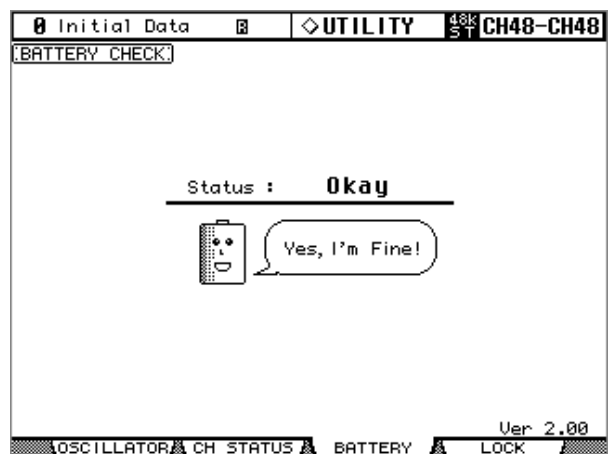 0 Initial Data R ◇UTILITY 48K ST CH48-CH48
BATTERY CHECK
Status : Okay
Yes, I'm Fine!
Ver 2.00
OSCILLATOR CH STATUS BATTERY LOCK